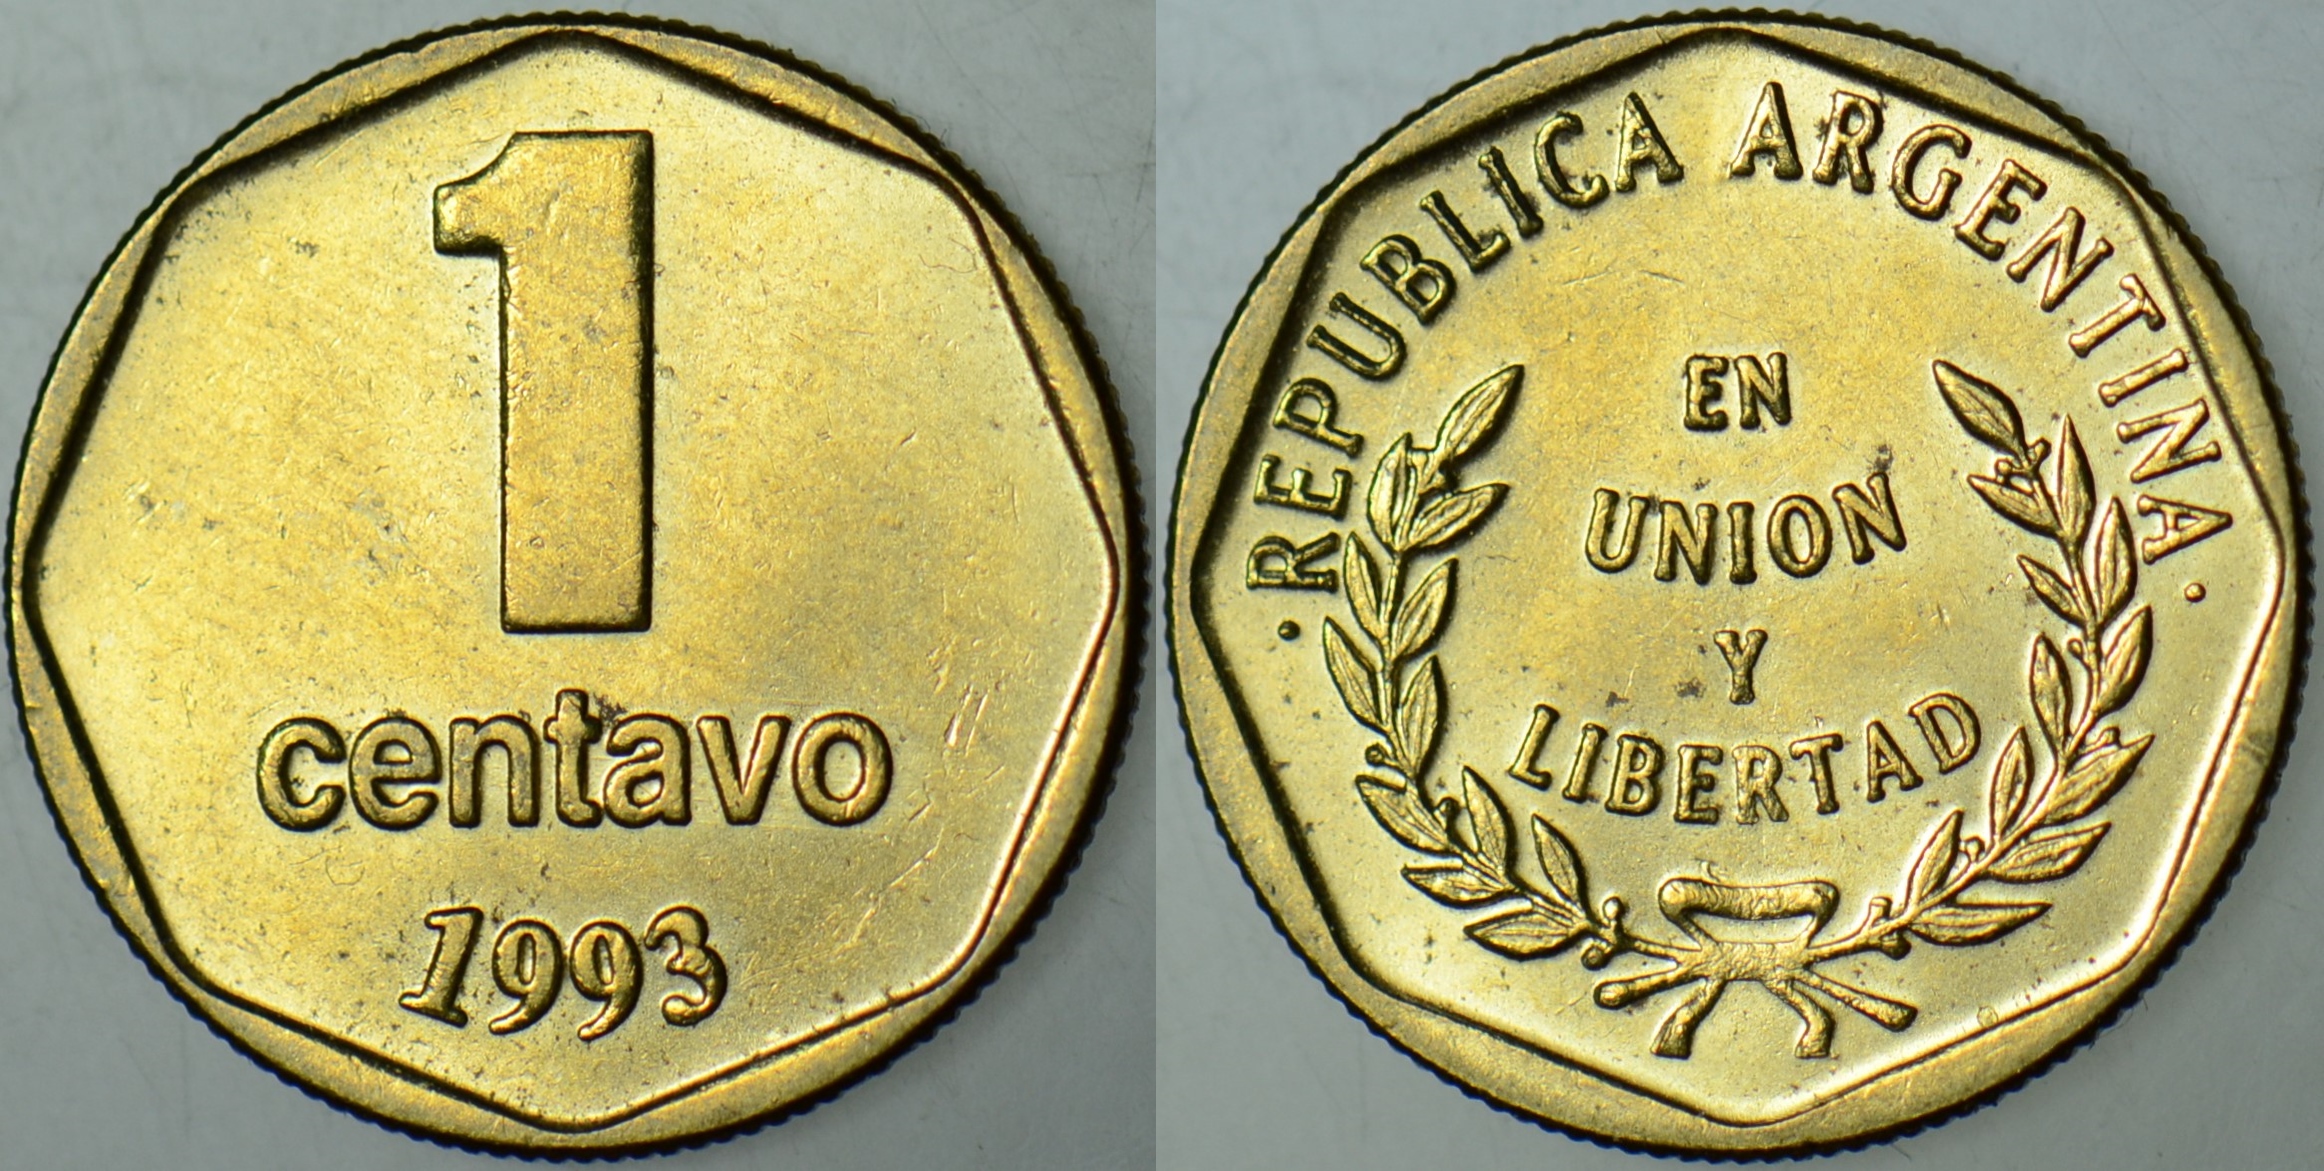 1
centavo
1993
· REPUBLICA ARGENTINA ·
EN
UNION
Y
LIBERTAD